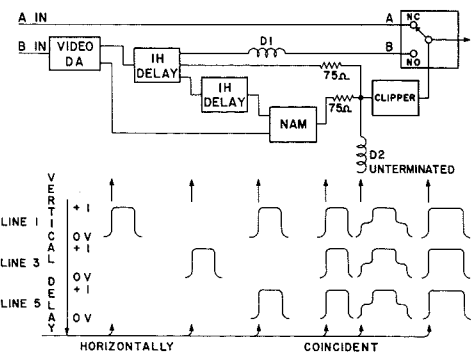 A IN
A
NC
B IN
VIDEO
DA
IH
DELAY
D1
B
NO
75Ω
IH
DELAY
NAM
75Ω
CLIPPER
D2
UNTERMINATED
VERTICAL DELAY
LINE 1
+1
0V
LINE 3
+1
0V
LINE 5
+1
0V
HORIZONTALLY
COINCIDENT